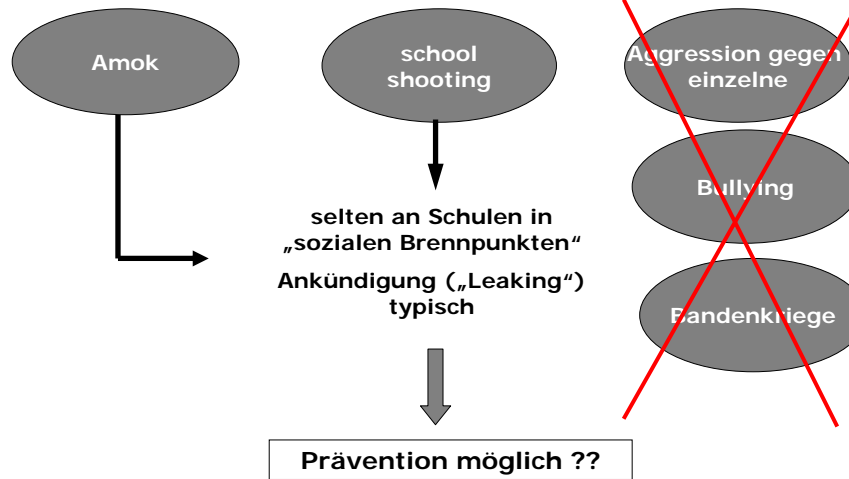 Amok
school
shooting
Aggression gegen
einzelne
Bullying
Bandenkriege
selten an Schulen in
„sozialen Brennpunkten“
Ankündigung („Leaking“)
typisch
Prävention möglich ??